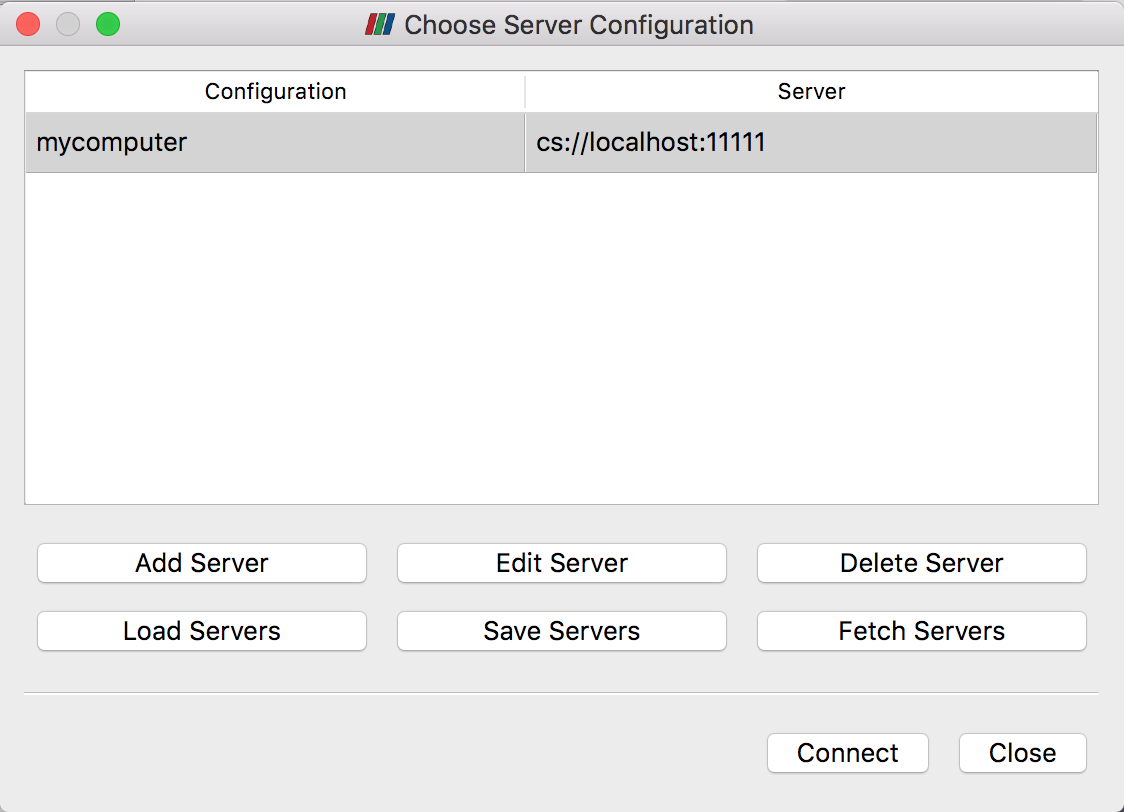 Choose Server Configuration
Configuration Server
mycomputer cs://localhost:11111
Add Server Edit Server Delete Server
Load Servers Save Servers Fetch Servers
Connect Close